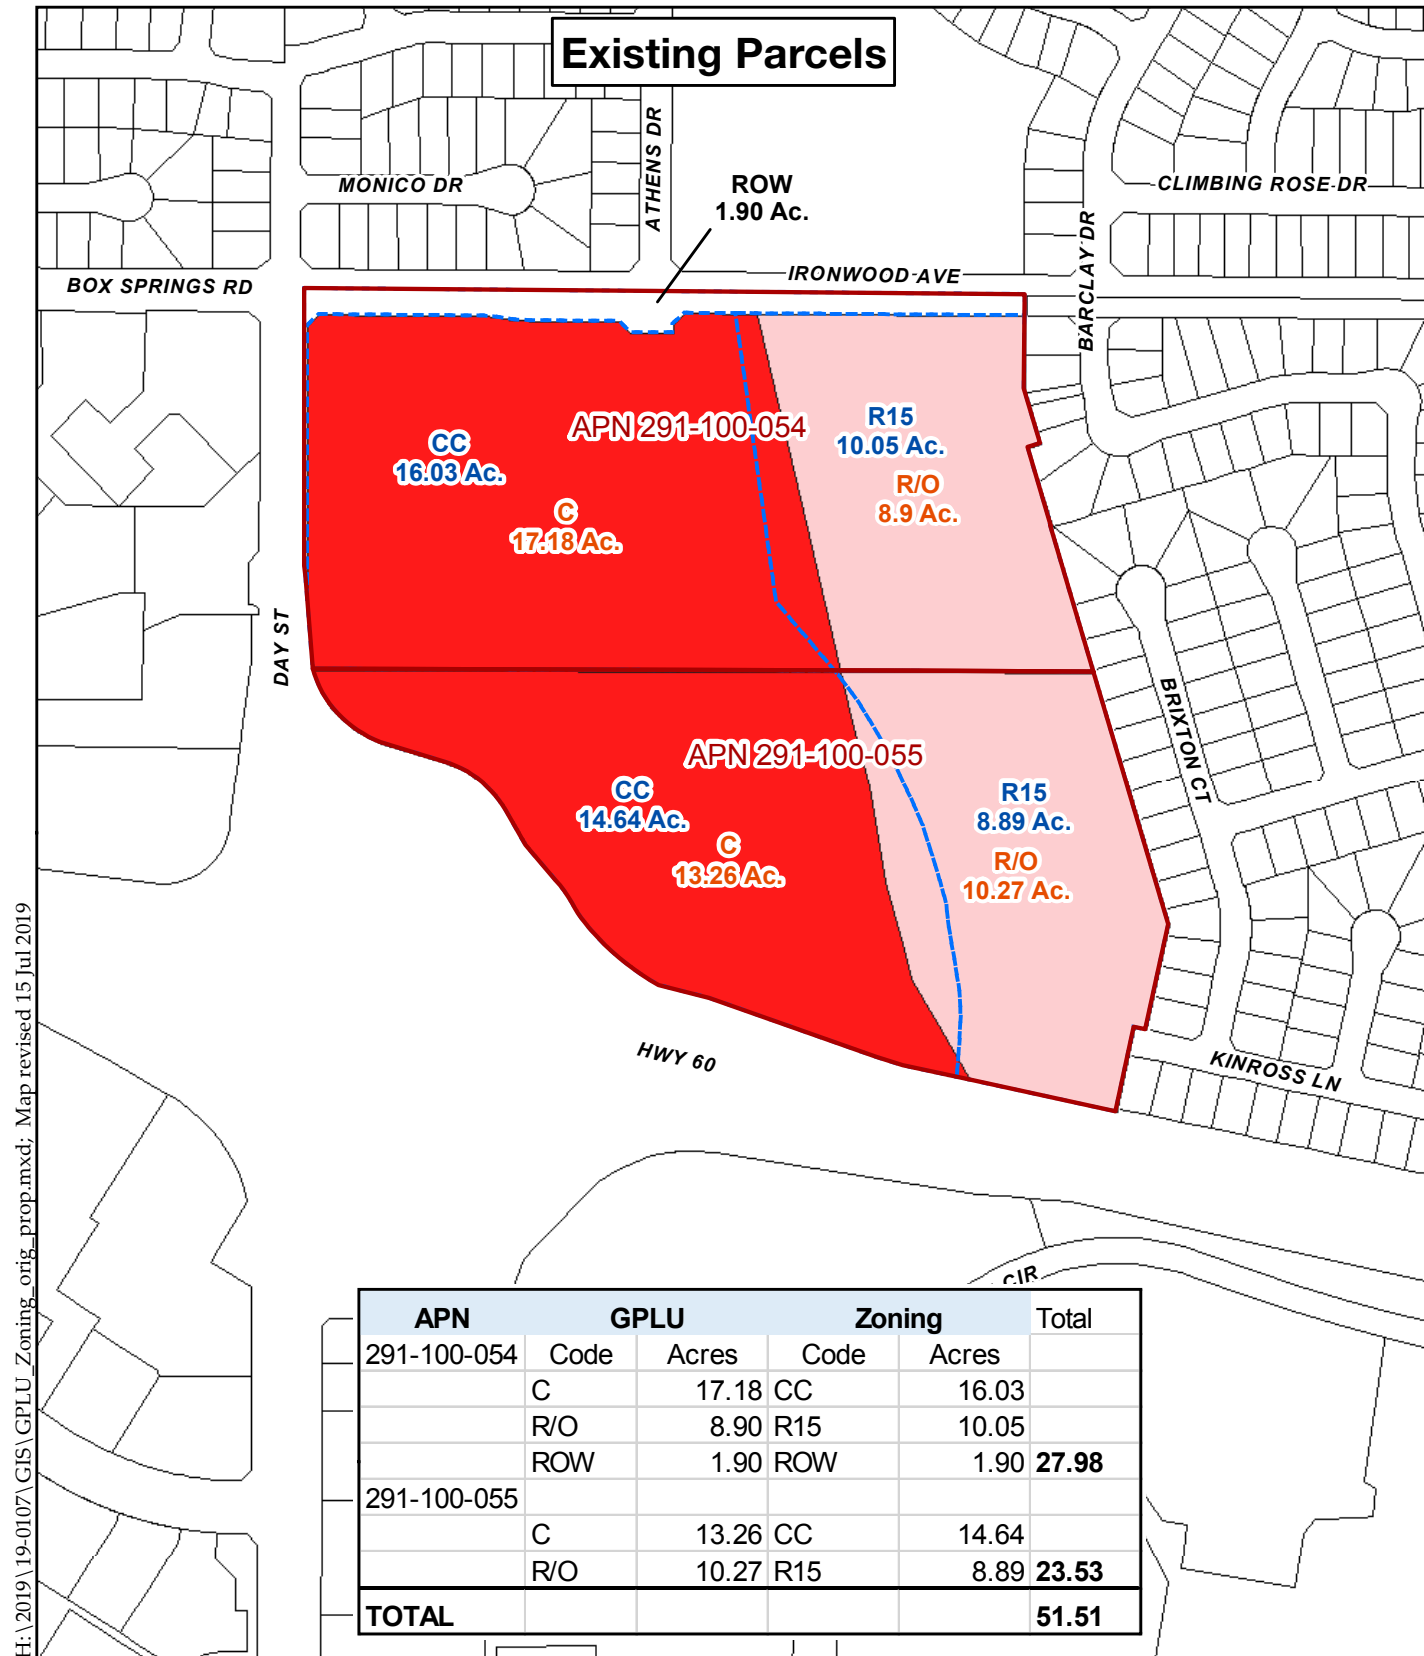 Existing Parcels
ATHENS DR
MONICO DR
ROW
1.90 Ac.
CLIMBING ROSE DR
BARCLAY DR
IRONWOOD AVE
BOX SPRINGS RD
APN 291-100-054
R15
10.05 Ac.
CC
16.03 Ac.
R/O
8.9 Ac.
C
17.18 Ac.
DAY ST
BRIXTON CT
APN 291-100-055
CC
14.64 Ac.
R15
8.89 Ac.
C
13.26 Ac.
R/O
10.27 Ac.
HWY 60
KINROSS LN
CIR
H:\2019\19-0107\GIS\GPLU_Zoning_orig_prop.mxd; Map revised 15 Jul 2019
APN GPLU Zoning Total
291-100-054 Code Acres Code Acres
C 17.18 CC 16.03
R/O 8.90 R15 10.05
ROW 1.90 ROW 1.90 27.98
291-100-055
C 13.26 CC 14.64
R/O 10.27 R15 8.89 23.53
TOTAL 51.51